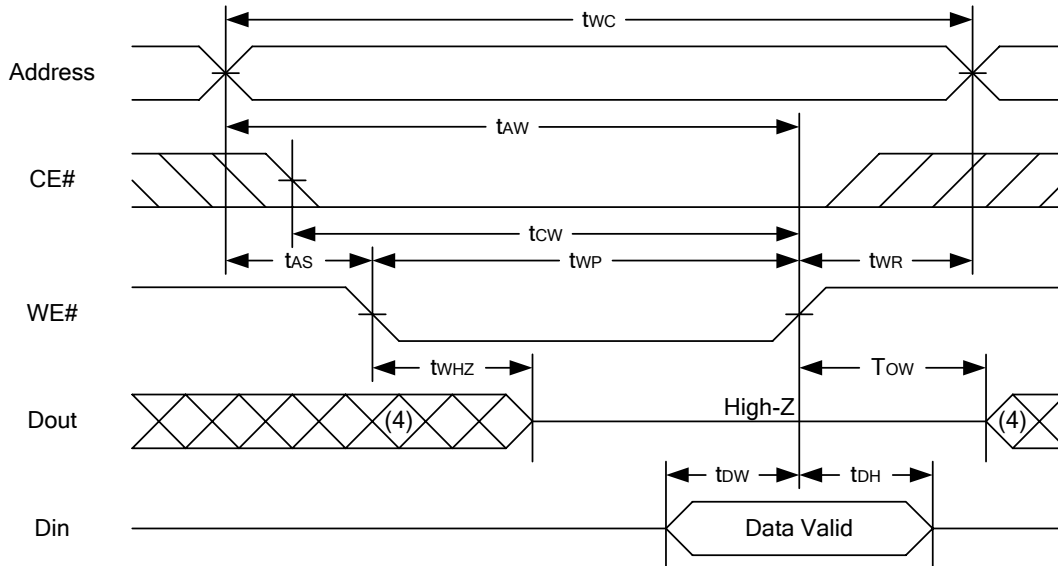 tWC
Address
tAW
CE#
tCW
tAS tWP tWR
WE#
tWHZ TOW
Dout (4) High-Z (4)
tDW tDH
Din Data Valid